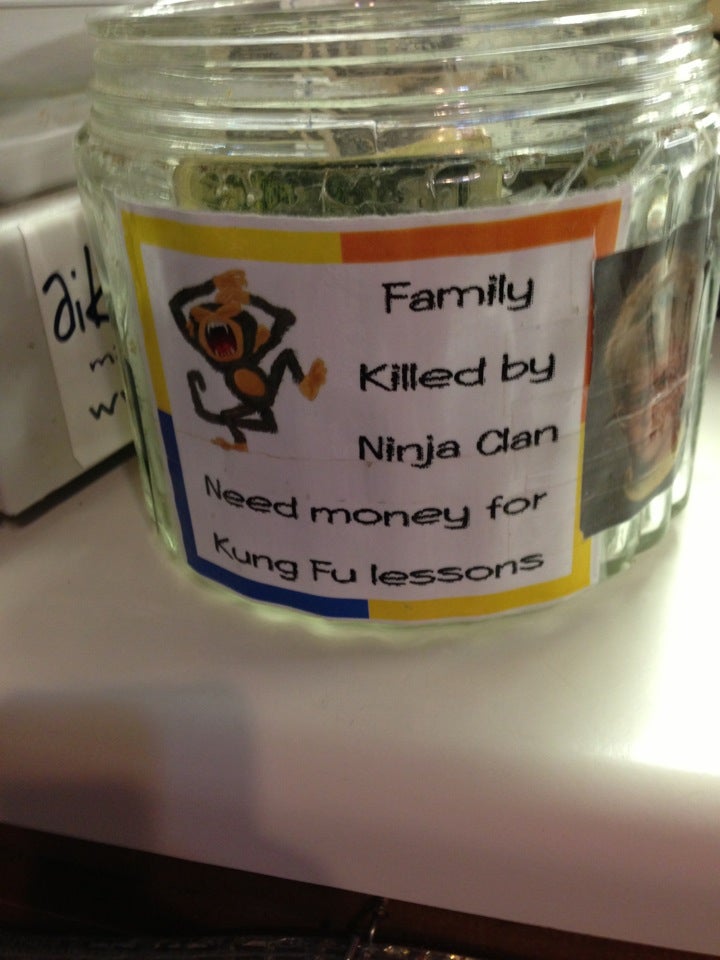 Family
Killed by
Ninja Clan
Need money for
Kung Fu lessons